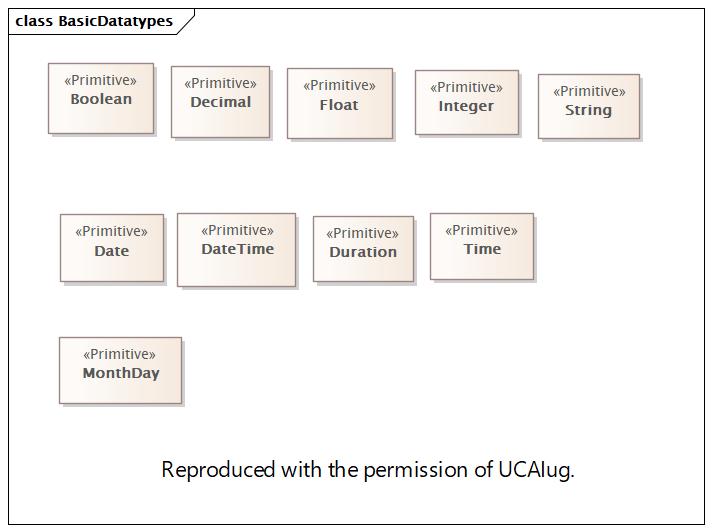 class BasicDatatypes
«Primitive»
Boolean
«Primitive»
Decimal
«Primitive»
Float
«Primitive»
Integer
«Primitive»
String
«Primitive»
Date
«Primitive»
DateTime
«Primitive»
Duration
«Primitive»
Time
«Primitive»
MonthDay
Reproduced with the permission of UCAIug.